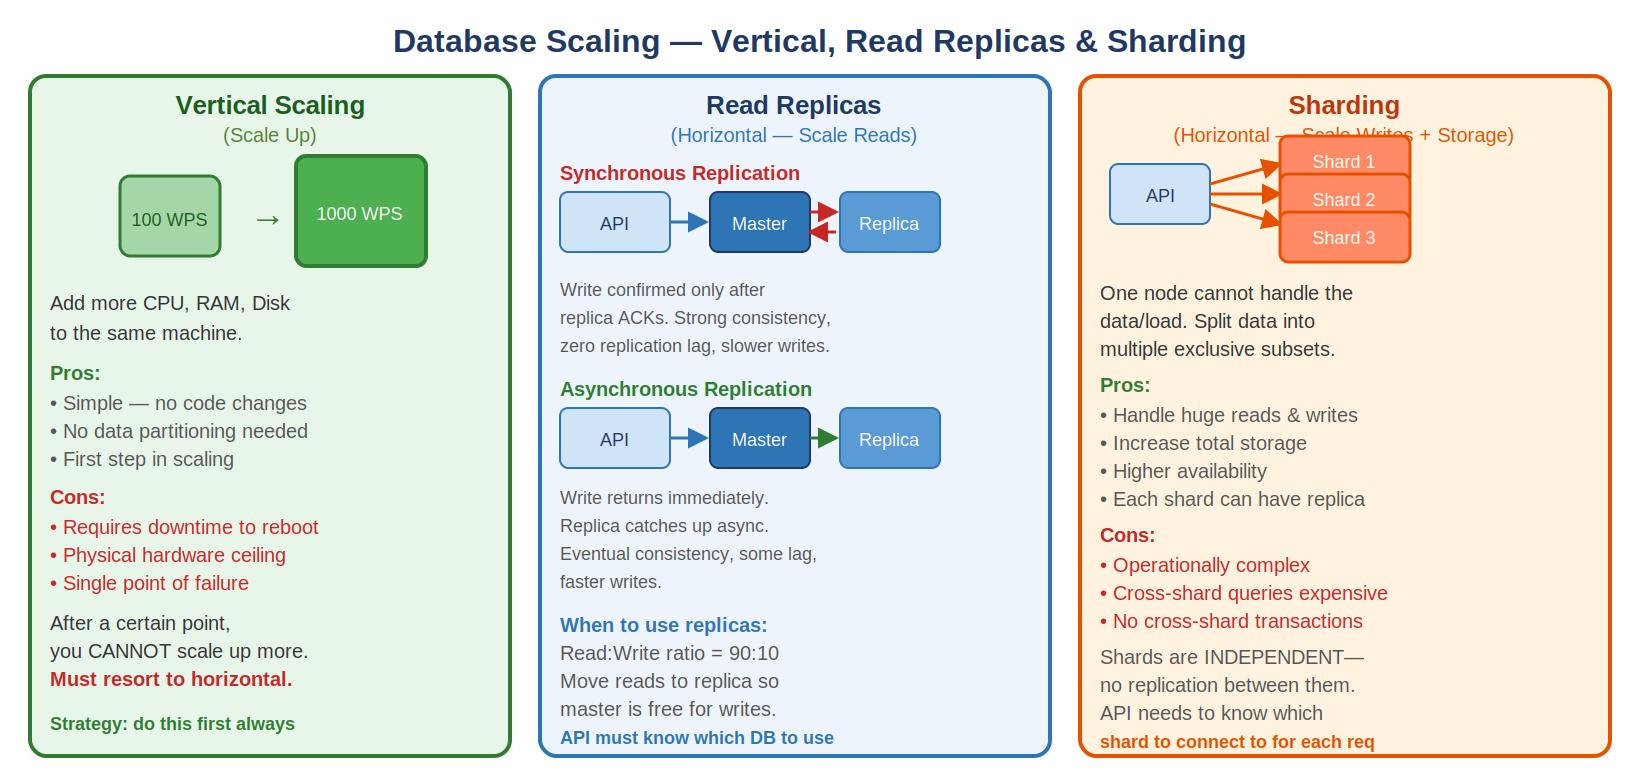 Database Scaling — Vertical, Read Replicas & Sharding
Vertical Scaling
(Scale Up)
100 WPS
→
1000 WPS
Add more CPU, RAM, Disk
to the same machine.
Pros:
• Simple — no code changes
• No data partitioning needed
• First step in scaling
Cons:
• Requires downtime to reboot
• Physical hardware ceiling
• Single point of failure
After a certain point,
you CANNOT scale up more.
Must resort to horizontal.
Strategy: do this first always
Read Replicas
(Horizontal — Scale Reads)
Synchronous Replication
API
Master
Replica
Write confirmed only after
replica ACKs. Strong consistency,
zero replication lag, slower writes.
Asynchronous Replication
API
Master
Replica
Write returns immediately.
Replica catches up async.
Eventual consistency, some lag,
faster writes.
When to use replicas:
Read:Write ratio = 90:10
Move reads to replica so
master is free for writes.
API must know which DB to use
Sharding
(Horizontal — Scale Writes + Storage)
API
Shard 1
Shard 2
Shard 3
One node cannot handle the
data/load. Split data into
multiple exclusive subsets.
Pros:
• Handle huge reads & writes
• Increase total storage
• Higher availability
• Each shard can have replica
Cons:
• Operationally complex
• Cross-shard queries expensive
• No cross-shard transactions
Shards are INDEPENDENT—
no replication between them.
API needs to know which
shard to connect to for each req